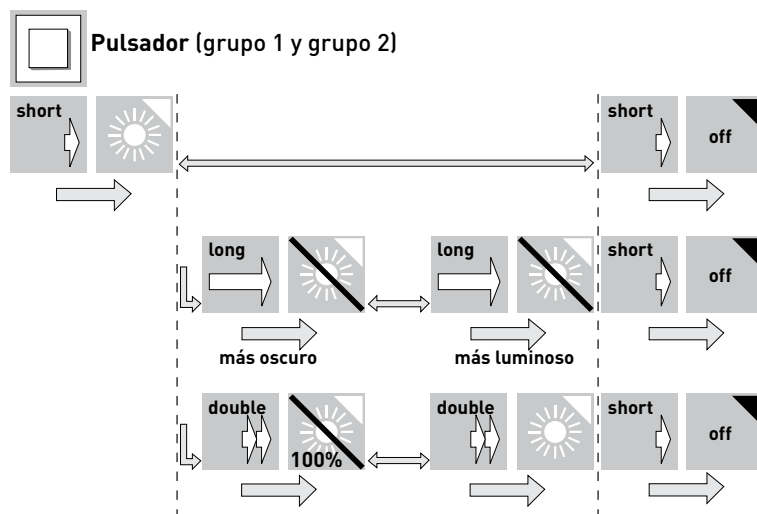 Pulsador (grupo 1 y grupo 2)
short
short
off
long
long
short
off
más oscuro
más luminoso
double
100%
double
short
off